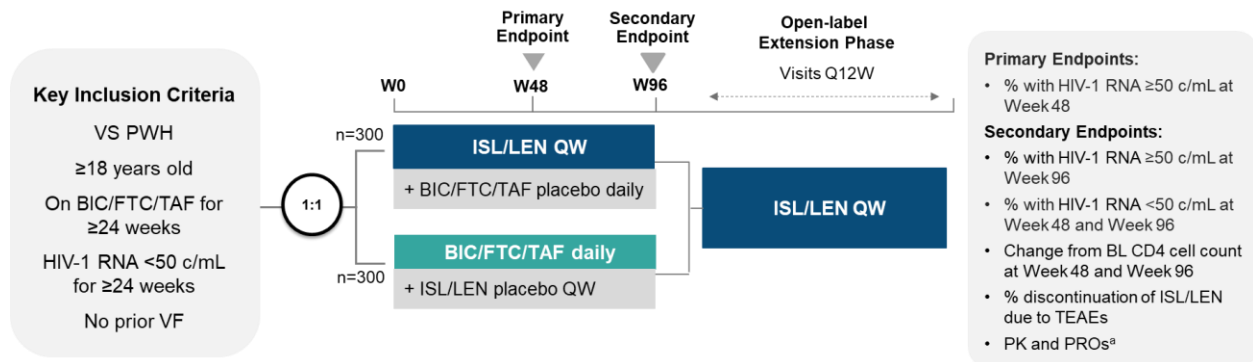 Key Inclusion Criteria
VS PWH
≥18 years old
On BIC/FTC/TAF for
≥24 weeks
HIV-1 RNA <50 c/mL
for ≥24 weeks
No prior VF
1:1
n=300
n=300
Primary
Endpoint
Secondary
Endpoint
Open-label
Extension Phase
Visits Q12W
W0
W48
W96
ISL/LEN QW
+ BIC/FTC/TAF placebo daily
BIC/FTC/TAF daily
+ ISL/LEN placebo QW
ISL/LEN QW
Primary Endpoints:
• % with HIV-1 RNA ≥50 c/mL at
Week 48
Secondary Endpoints:
• % with HIV-1 RNA ≥50 c/mL at
Week 96
• % with HIV-1 RNA <50 c/mL at
Week 48 and Week 96
• Change from BL CD4 cell count
at Week 48 and Week 96
• % discontinuation of ISL/LEN
due to TEAEs
• PK and PROsᵃ